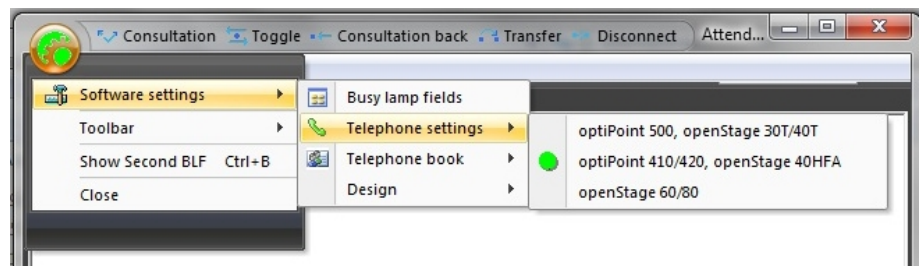 Consultation Toggle Consultation back Transfer Disconnect Attend...
Software settings
Toolbar
Show Second BLF Ctrl+B
Close
Busy lamp fields
Telephone settings
Telephone book
Design
optiPoint 500, openStage 30T/40T
optiPoint 410/420, openStage 40HFA
openStage 60/80